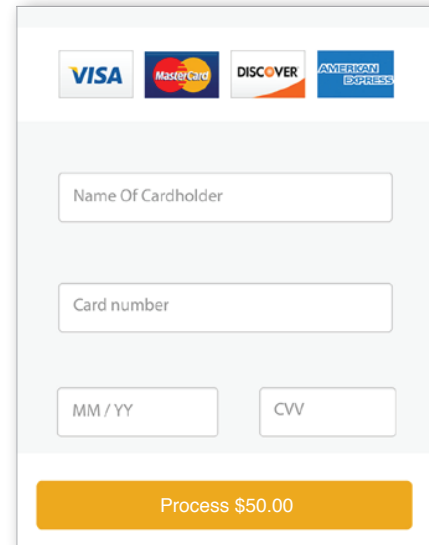 VISA MasterCard DISCOVER AMERICAN EXPRESS
Name Of Cardholder
Card number
MM / YY CVV
Process $50.00